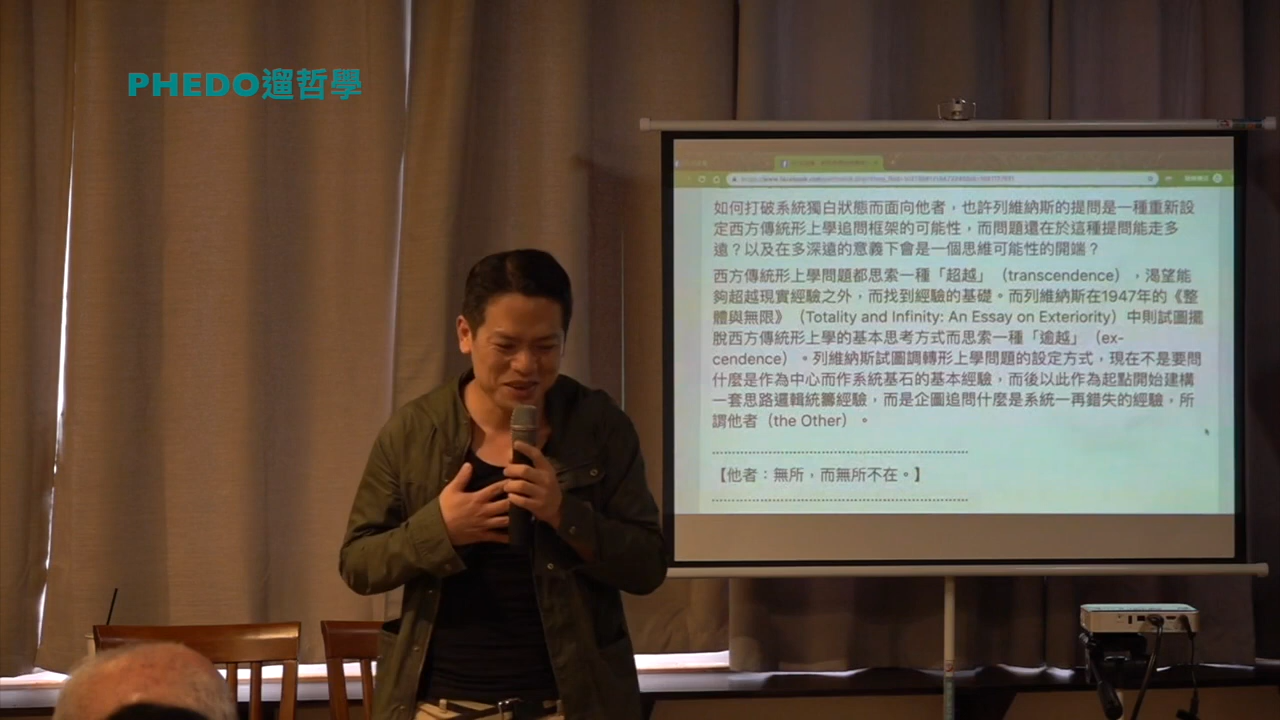 PHEDO遛哲學
如何打破系統獨白狀態而面向他者，也許列維納斯的提問是一種重新設
定西方傳統形上學追問框架的可能性，而問題還在於這種提問能走多
遠？以及在多深遠的意義下會是一個思維可能性的開端？
西方傳統形上學問題都思索一種「超越」（transcendence），渴望能
夠超越現實經驗之外，而找到經驗的基礎。而列維納斯在1947年的《整
體與無限》（Totality and Infinity: An Essay on Exteriority）中則試圖擺
脫西方傳統形上學的基本思考方式而思索一種「逾越」（ex-
cendence）。列維納斯試圖調轉形上學問題的設定方式，現在不是要問
什麼是作為中心而作系統基石的基本經驗，而後以此作為起點開始建構
一套思路邏輯統籌經驗，而是企圖追問什麼是系統一再錯失的經驗，所
謂他者（the Other）。
【他者：無所，而無所不在。】